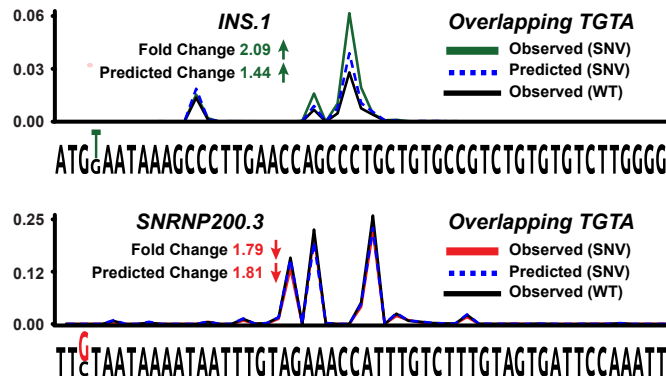 0.06
INS.1
Overlapping TGTA
Fold Change 2.09
Observed (SNV)
0.03
Predicted Change 1.44
Predicted (SNV)
Observed (WT)
0.00
T
ATGGAATAAAGCCCTTGAACCAGCCCTGCTGTGCCGTCTGTGTGTCTTGGGG
0.25
SNRNP200.3
Overlapping TGTA
Fold Change 1.79
Observed (SNV)
0.12
Predicted Change 1.81
Predicted (SNV)
Observed (WT)
0.00
G
TTCTAATAAAATAATTTGTAGAAACCATTTGTCTTTGTAGTGATTCCAAATT